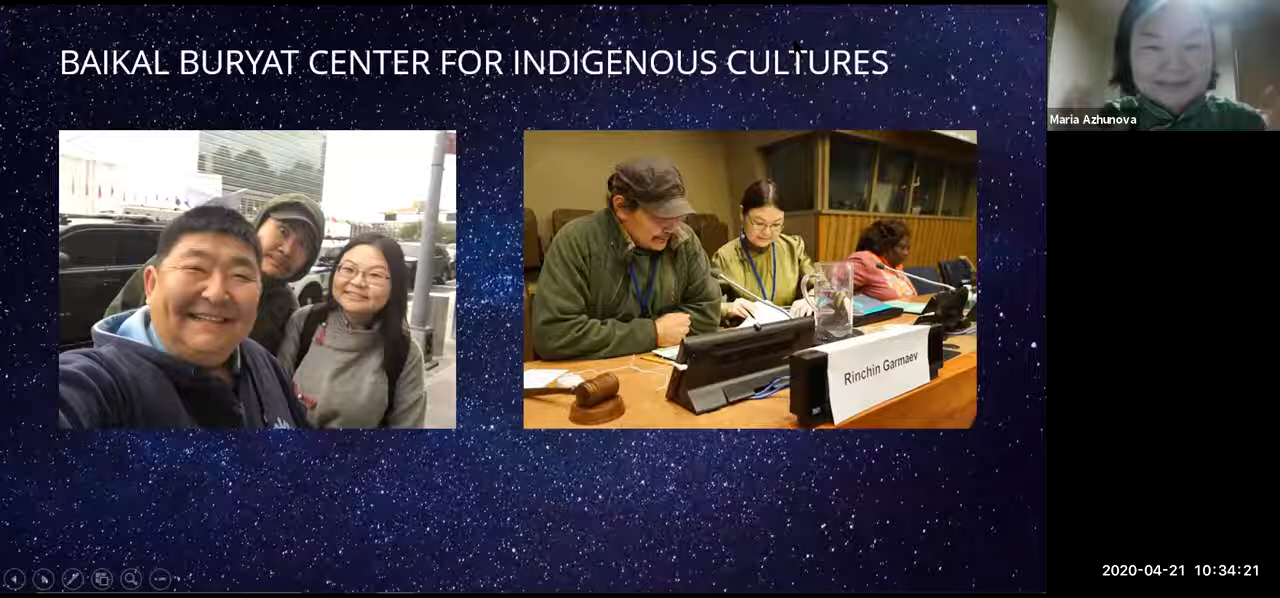 BAIKAL BURYAT CENTER FOR INDIGENOUS CULTURES
Maria Azhunova
Rinchin Garmaev
2020-04-21 10:34:21